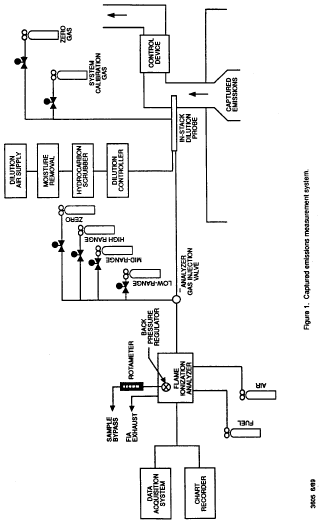 ZERO
GAS
SYSTEM
CALIBRATION
GAS
CONTROL
DEVICE
CAPTURED
EMISSIONS
IN-STACK
DILUTION
PROBE
DILUTION
AIR SUPPLY
MOISTURE
REMOVAL
HYDROCARBON
SCRUBBER
DILUTION
CONTROLLER
ZERO
HIGH RANGE
MID-RANGE
LOW-RANGE
ANALYZER
GAS INJECTION
VALVE
BACK
PRESSURE
REGULATOR
ROTAMETER
SAMPLE
BYPASS
FIA
EXHAUST
FLAME
IONIZATION
ANALYZER
AIR
FUEL
DATA
ACQUISITION
SYSTEM
CHART
RECORDER
Figure 1. Captured emissions measurement system.
3805 6/89